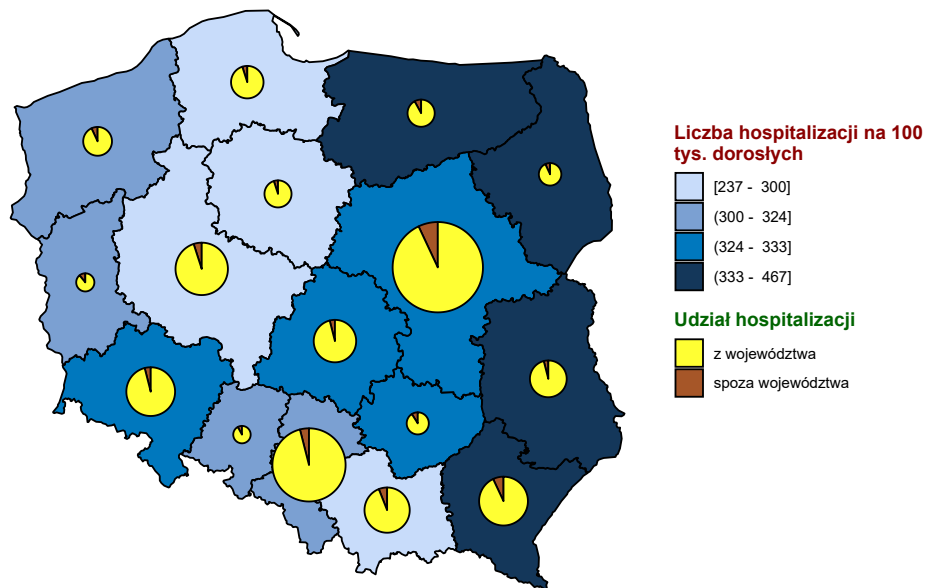 Liczba hospitalizacji na 100
tys. dorosłych
[237 - 300]
(300 - 324]
(324 - 333]
(333 - 467]
Udział hospitalizacji
z województwa
spoza województwa